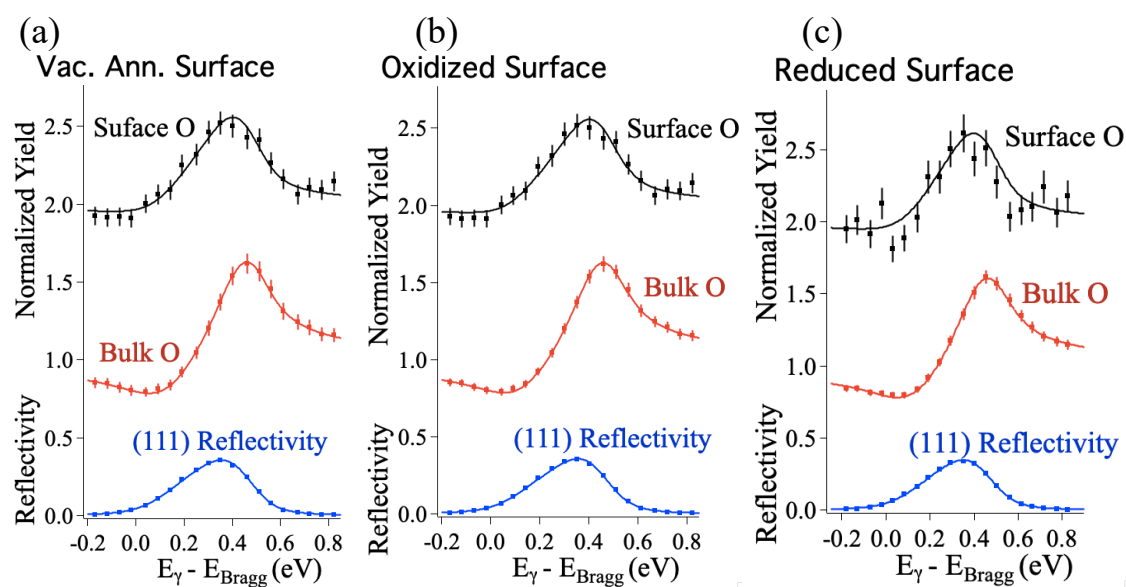 (a)
Vac. Ann. Surface
Normalized Yield
Reflectivity
2.5
2.0
1.5
1.0
0.5
0.0
Suface O
Bulk O
(111) Reflectivity
-0.2 0.0 0.2 0.4 0.6 0.8
Eγ - EBragg (eV)
(b)
Oxidized Surface
Normalized Yield
Reflectivity
2.5
2.0
1.5
1.0
0.5
0.0
Surface O
Bulk O
(111) Reflectivity
-0.2 0.0 0.2 0.4 0.6 0.8
Eγ - EBragg (eV)
(c)
Reduced Surface
Normalized Yield
Reflectivity
2.5
2.0
1.5
1.0
0.5
0.0
Surface O
Bulk O
(111) Reflectivity
-0.2 0.0 0.2 0.4 0.6 0.8
Eγ - EBragg (eV)